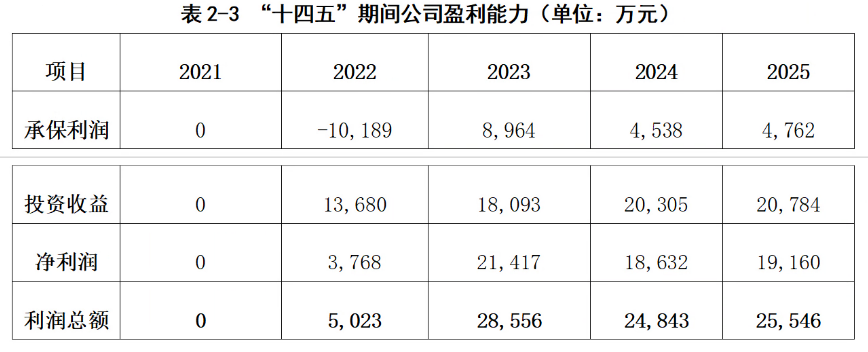 表 2-3 “十四五”期间公司盈利能力（单位：万元）
项目 2021 2022 2023 2024 2025
承保利润 0 -10,189 8,964 4,538 4,762
投资收益 0 13,680 18,093 20,305 20,784
净利润 0 3,768 21,417 18,632 19,160
利润总额 0 5,023 28,556 24,843 25,546